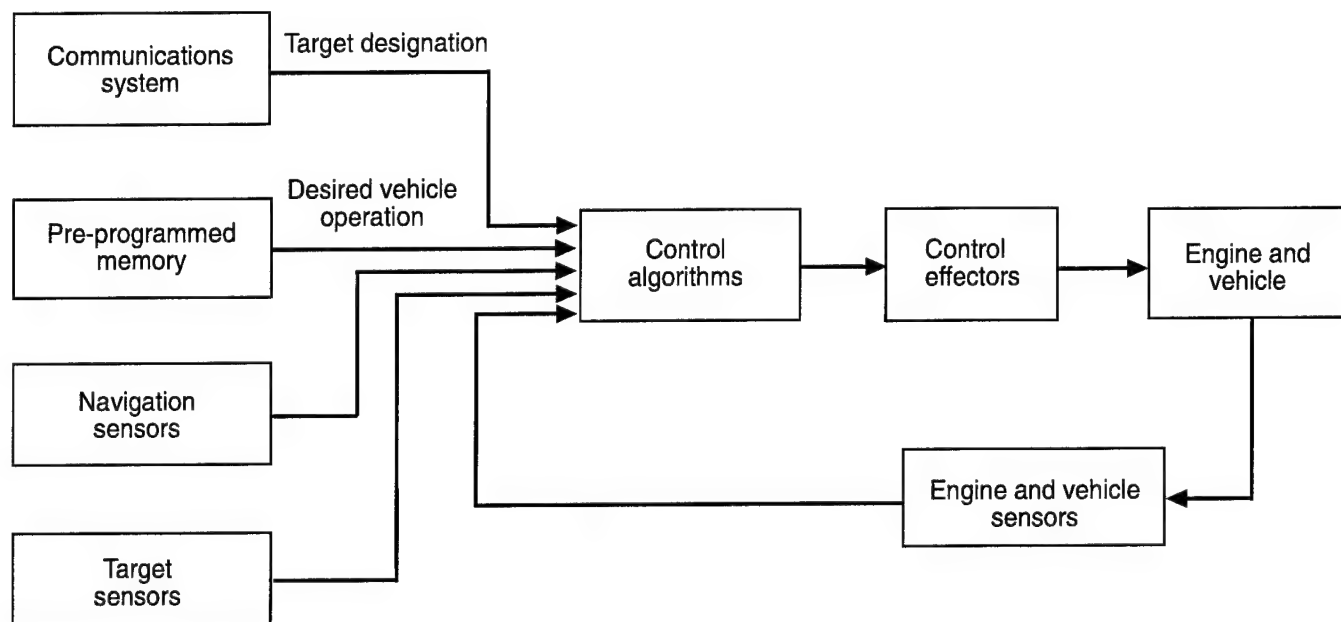 Communications
system
Target designation
Pre-programmed
memory
Desired vehicle
operation
Navigation
sensors
Target
sensors
Control
algorithms
Control
effectors
Engine and
vehicle
Engine and vehicle
sensors